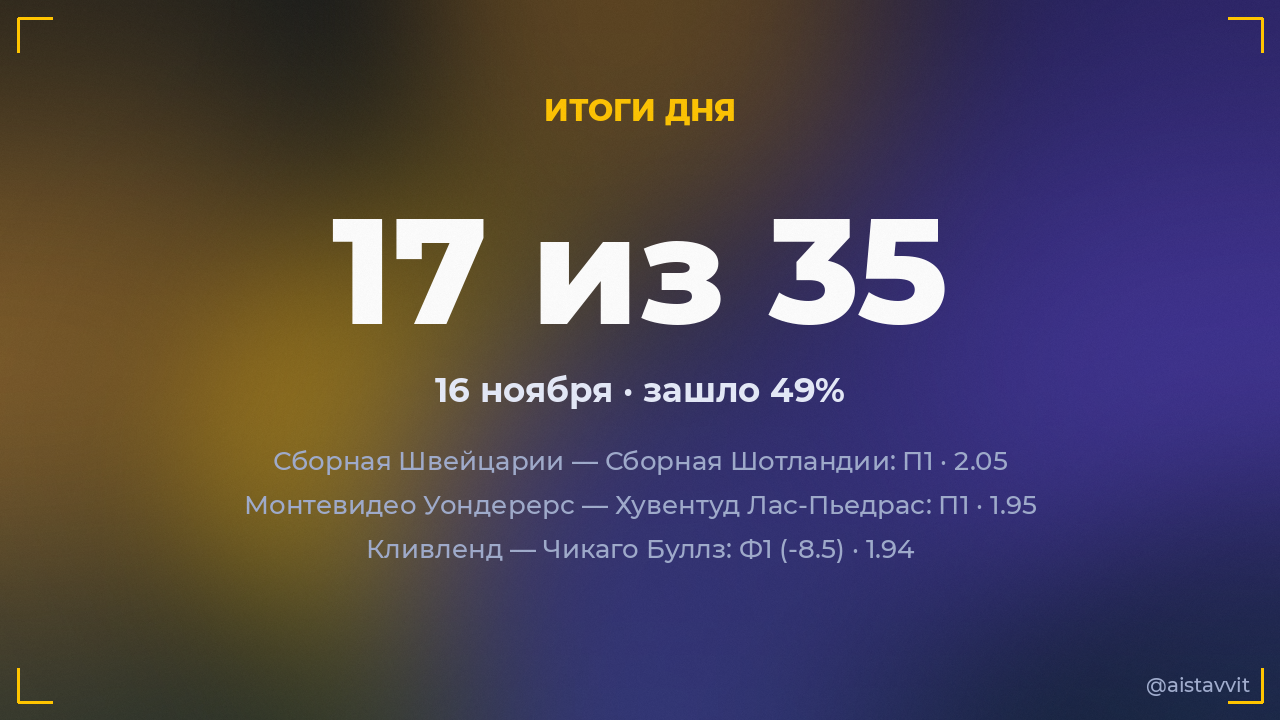 ИТОГИ ДНЯ
17 из 35
16 ноября · зашло 49%
Сборная Швейцарии — Сборная Шотландии: П1 · 2.05
Монтевидео Уондерерс — Хувентуд Лас-Пьедрас: П1 · 1.95
Кливленд — Чикаго Буллз: Ф1 (-8.5) · 1.94
@aistavvit